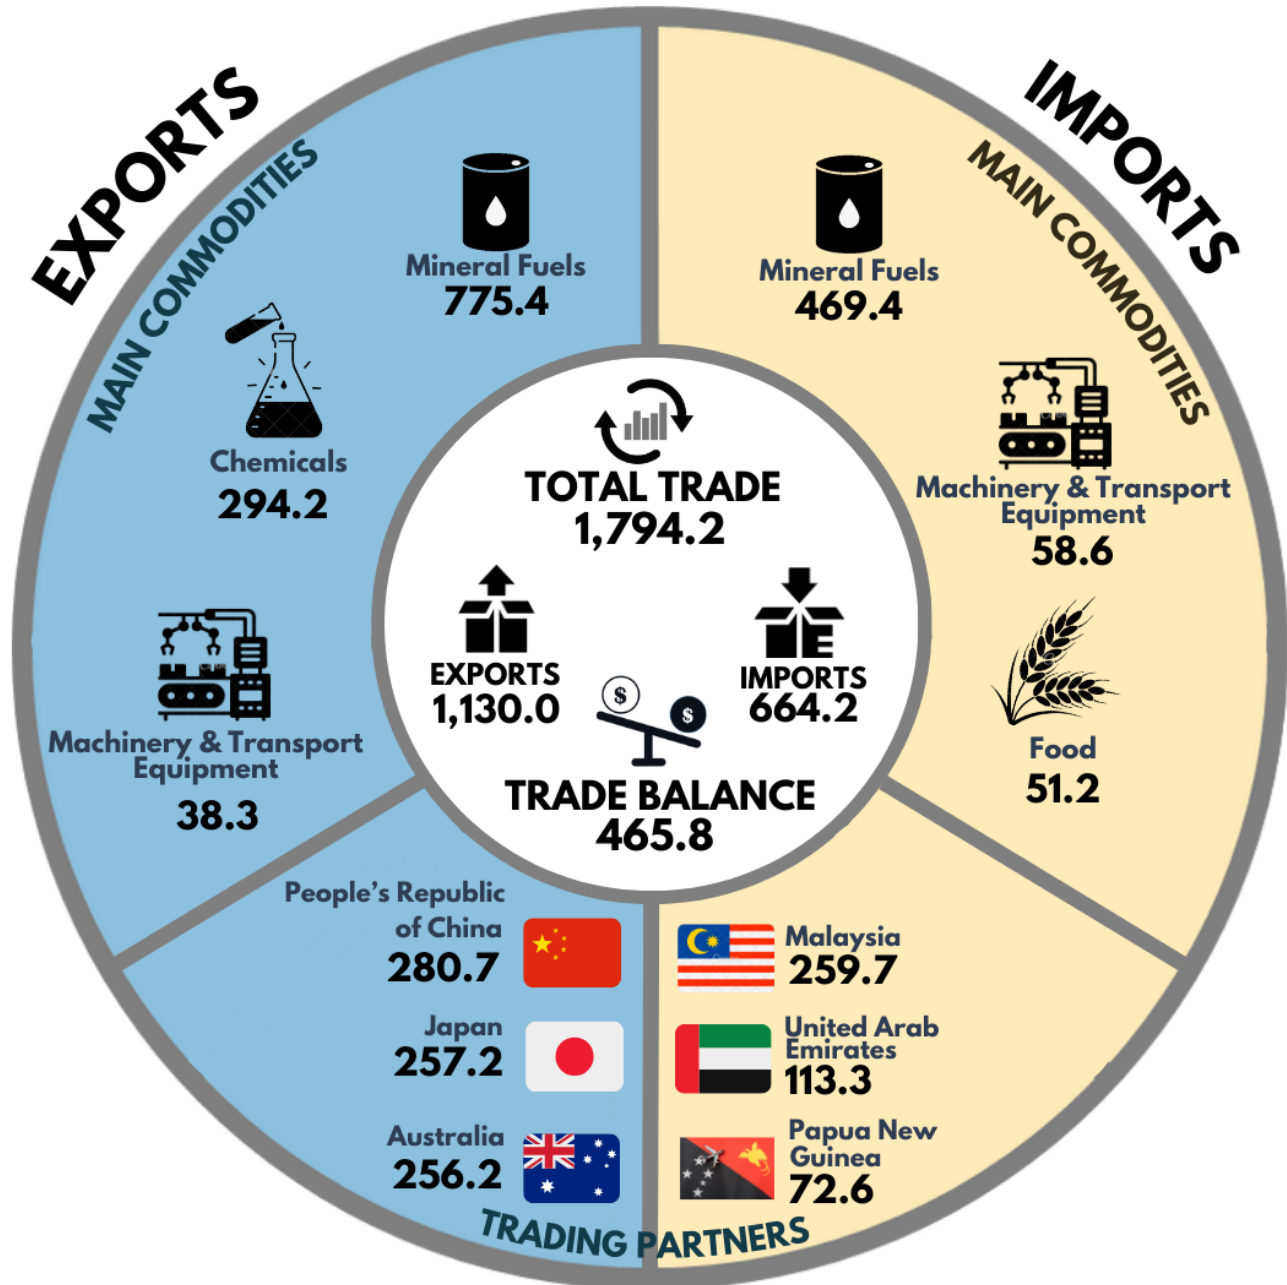 EXPORTS
MAIN COMMODITIES
Mineral Fuels
775.4
Chemicals
294.2
Machinery & Transport
Equipment
38.3
IMPORTS
MAIN COMMODITIES
Mineral Fuels
469.4
Machinery & Transport
Equipment
58.6
Food
51.2
TOTAL TRADE
1,794.2
EXPORTS
1,130.0
IMPORTS
664.2
$
$
TRADE BALANCE
465.8
People's Republic
of China
280.7
Japan
257.2
Australia
256.2
Malaysia
259.7
United Arab
Emirates
113.3
Papua New
Guinea
72.6
TRADING PARTNERS